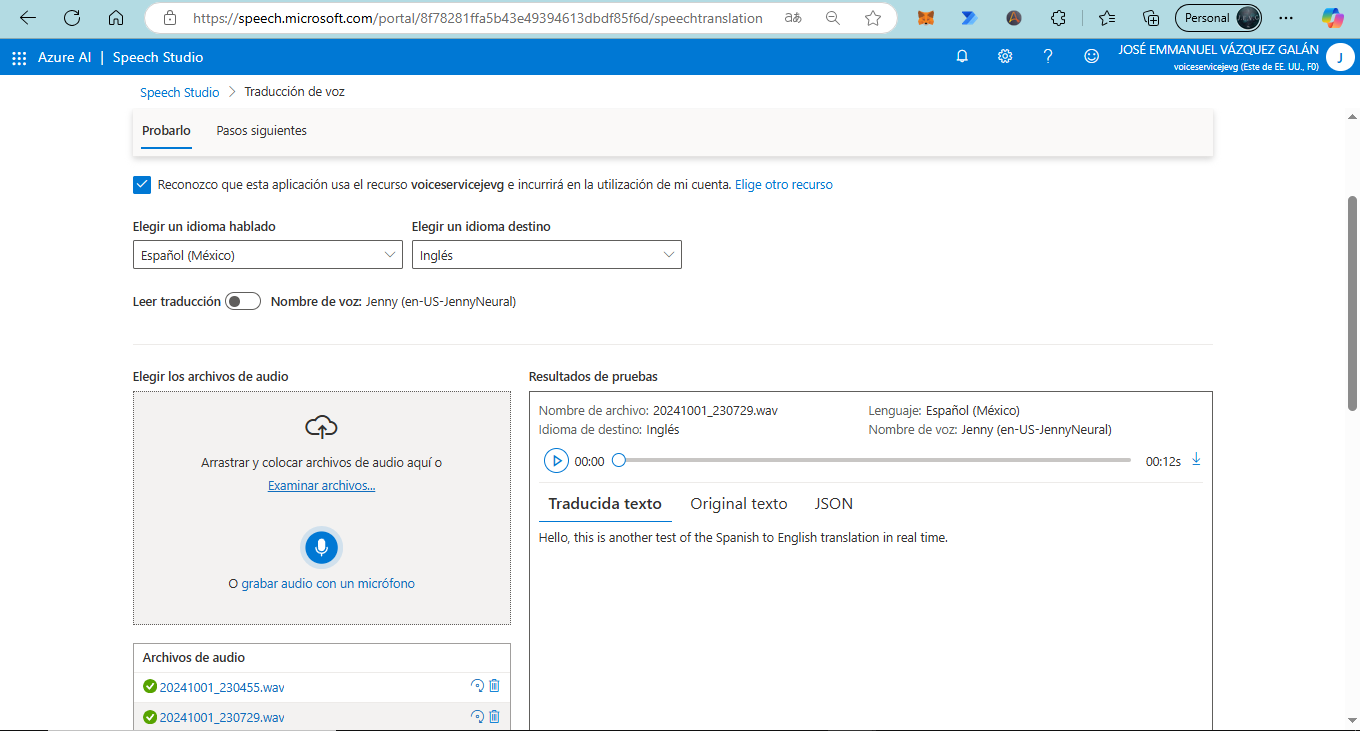 https://speech.microsoft.com/portal/8f78281ffa5b43e49394613dbdf85f6d/speechtranslation
Personal
Azure AI | Speech Studio
JOSÉ EMMANUEL VÁZQUEZ GALÁN
voiceservicejevg (Este de EE. UU., F0)
J
Speech Studio > Traducción de voz
Probarlo Pasos siguientes
Reconozco que esta aplicación usa el recurso voiceservicejevg e incurrirá en la utilización de mi cuenta. Elige otro recurso
Elegir un idioma hablado Elegir un idioma destino
Español (México) Inglés
Leer traducción Nombre de voz: Jenny (en-US-JennyNeural)
Elegir los archivos de audio
Arrastrar y colocar archivos de audio aquí o
Examinar archivos...
O grabar audio con un micrófono
Archivos de audio
20241001_230455.wav
20241001_230729.wav
Resultados de pruebas
Nombre de archivo: 20241001_230729.wav Lenguaje: Español (México)
Idioma de destino: Inglés Nombre de voz: Jenny (en-US-JennyNeural)
00:00 00:12s
Traducida texto Original texto JSON
Hello, this is another test of the Spanish to English translation in real time.